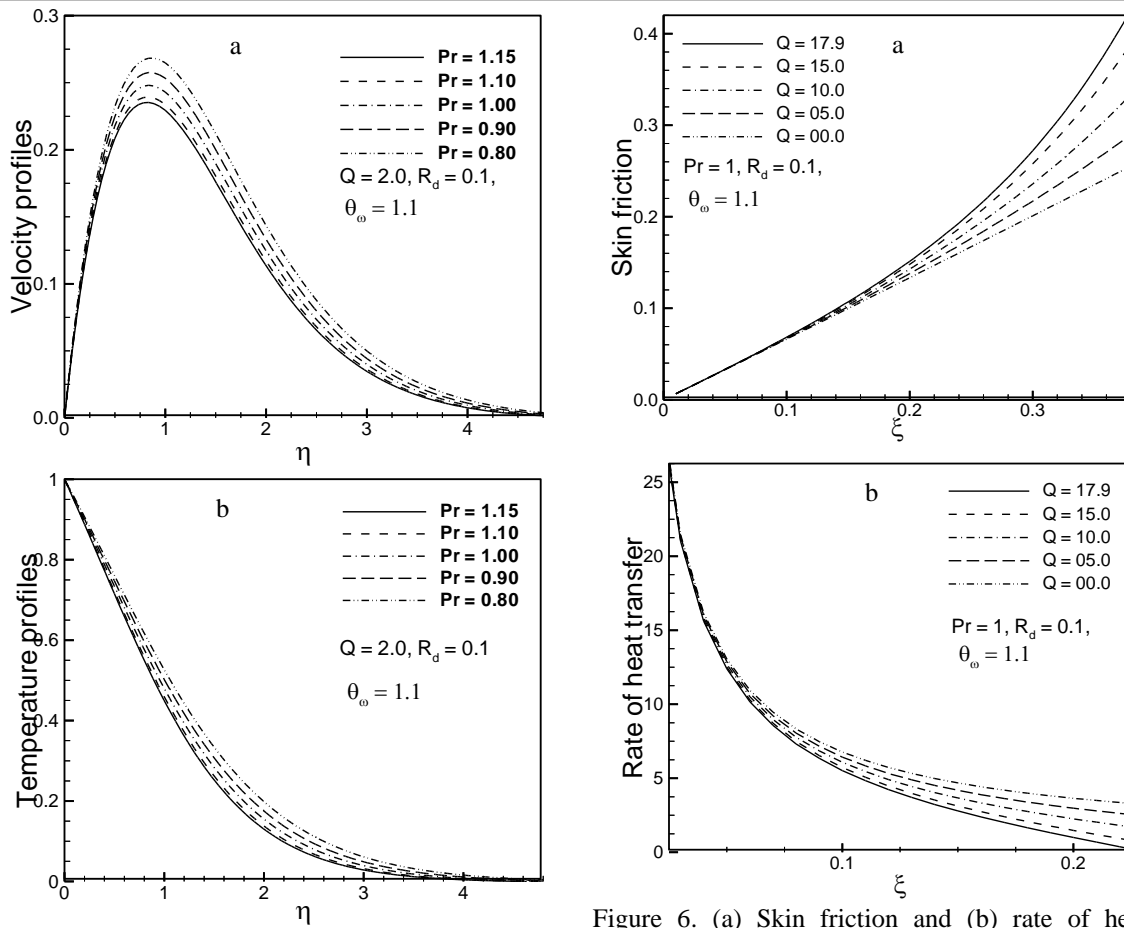 0.3
a
Pr = 1.15
Pr = 1.10
Pr = 1.00
Pr = 0.90
Pr = 0.80
Q = 2.0, R_d = 0.1,
θ_ω = 1.1
0.2
Velocity profiles
0.1
0.0
0 1 2 3 4
η
1
b
Pr = 1.15
Pr = 1.10
Pr = 1.00
Pr = 0.90
Pr = 0.80
Q = 2.0, R_d = 0.1
θ_ω = 1.1
0.8
0.6
Temperature profiles
0.4
0.2
0
0 1 2 3 4
η
a
Q = 17.9
Q = 15.0
Q = 10.0
Q = 05.0
Q = 00.0
Pr = 1, R_d = 0.1,
θ_ω = 1.1
0.4
Skin friction
0.2
0.1
0.0
0 0.1 0.2 0.3
ξ
b
Q = 17.9
Q = 15.0
Q = 10.0
Q = 05.0
Q = 00.0
Pr = 1, R_d = 0.1,
θ_ω = 1.1
25
20
15
Rate of heat transfer
10
5
0
0.1 0.2
ξ
Figure 6. (a) Skin friction and (b) rate of he